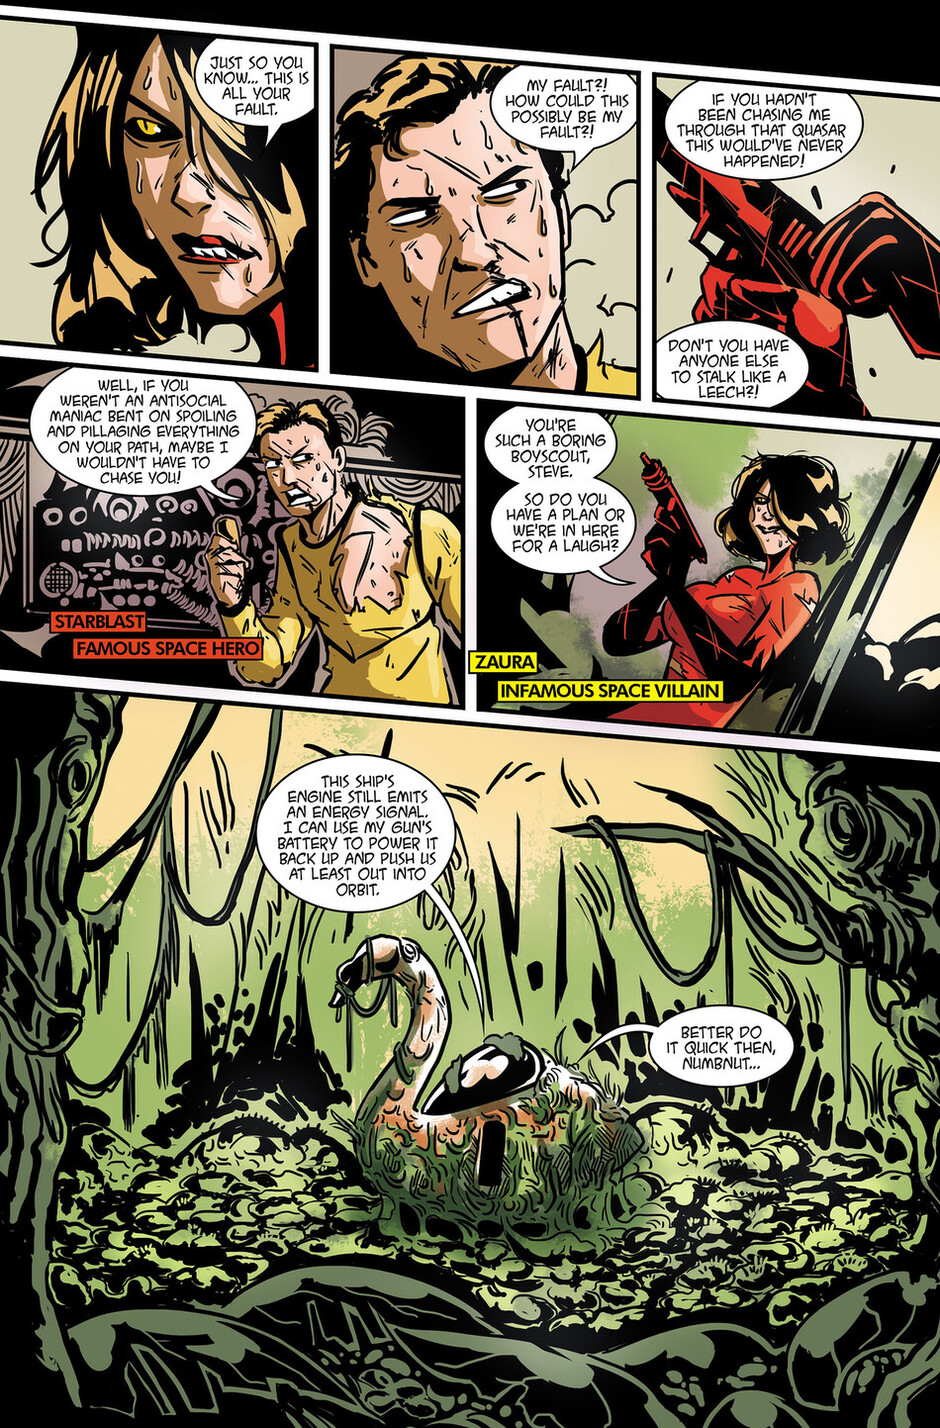 JUST SO YOU
KNOW... THIS IS
ALL YOUR
FAULT.
MY FAULT?!
HOW COULD THIS
POSSIBLY BE MY
FAULT?!
IF YOU HADN'T
BEEN CHASING ME
THROUGH THAT QUASAR
THIS WOULD'VE NEVER
HAPPENED!
DON'T YOU HAVE
ANYONE ELSE
TO STALK LIKE A
LEECH?!
WELL, IF YOU
WEREN'T AN ANTISOCIAL
MANIAC BENT ON SPOILING
AND PILLAGING EVERYTHING
ON YOUR PATH, MAYBE I
WOULDN'T HAVE TO
CHASE YOU!
STARBLAST
FAMOUS SPACE HERO
YOU'RE
SUCH A BORING
BOYSCOUT,
STEVE.
SO DO YOU
HAVE A PLAN OR
WE'RE IN HERE
FOR A LAUGH?
ZAURA
INFAMOUS SPACE VILLAIN
THIS SHIP'S
ENGINE STILL EMITS
AN ENERGY SIGNAL.
I CAN USE MY GUN'S
BATTERY TO POWER IT
BACK UP AND PUSH US
AT LEAST OUT INTO
ORBIT.
BETTER DO
IT QUICK THEN,
NUMBNUT...